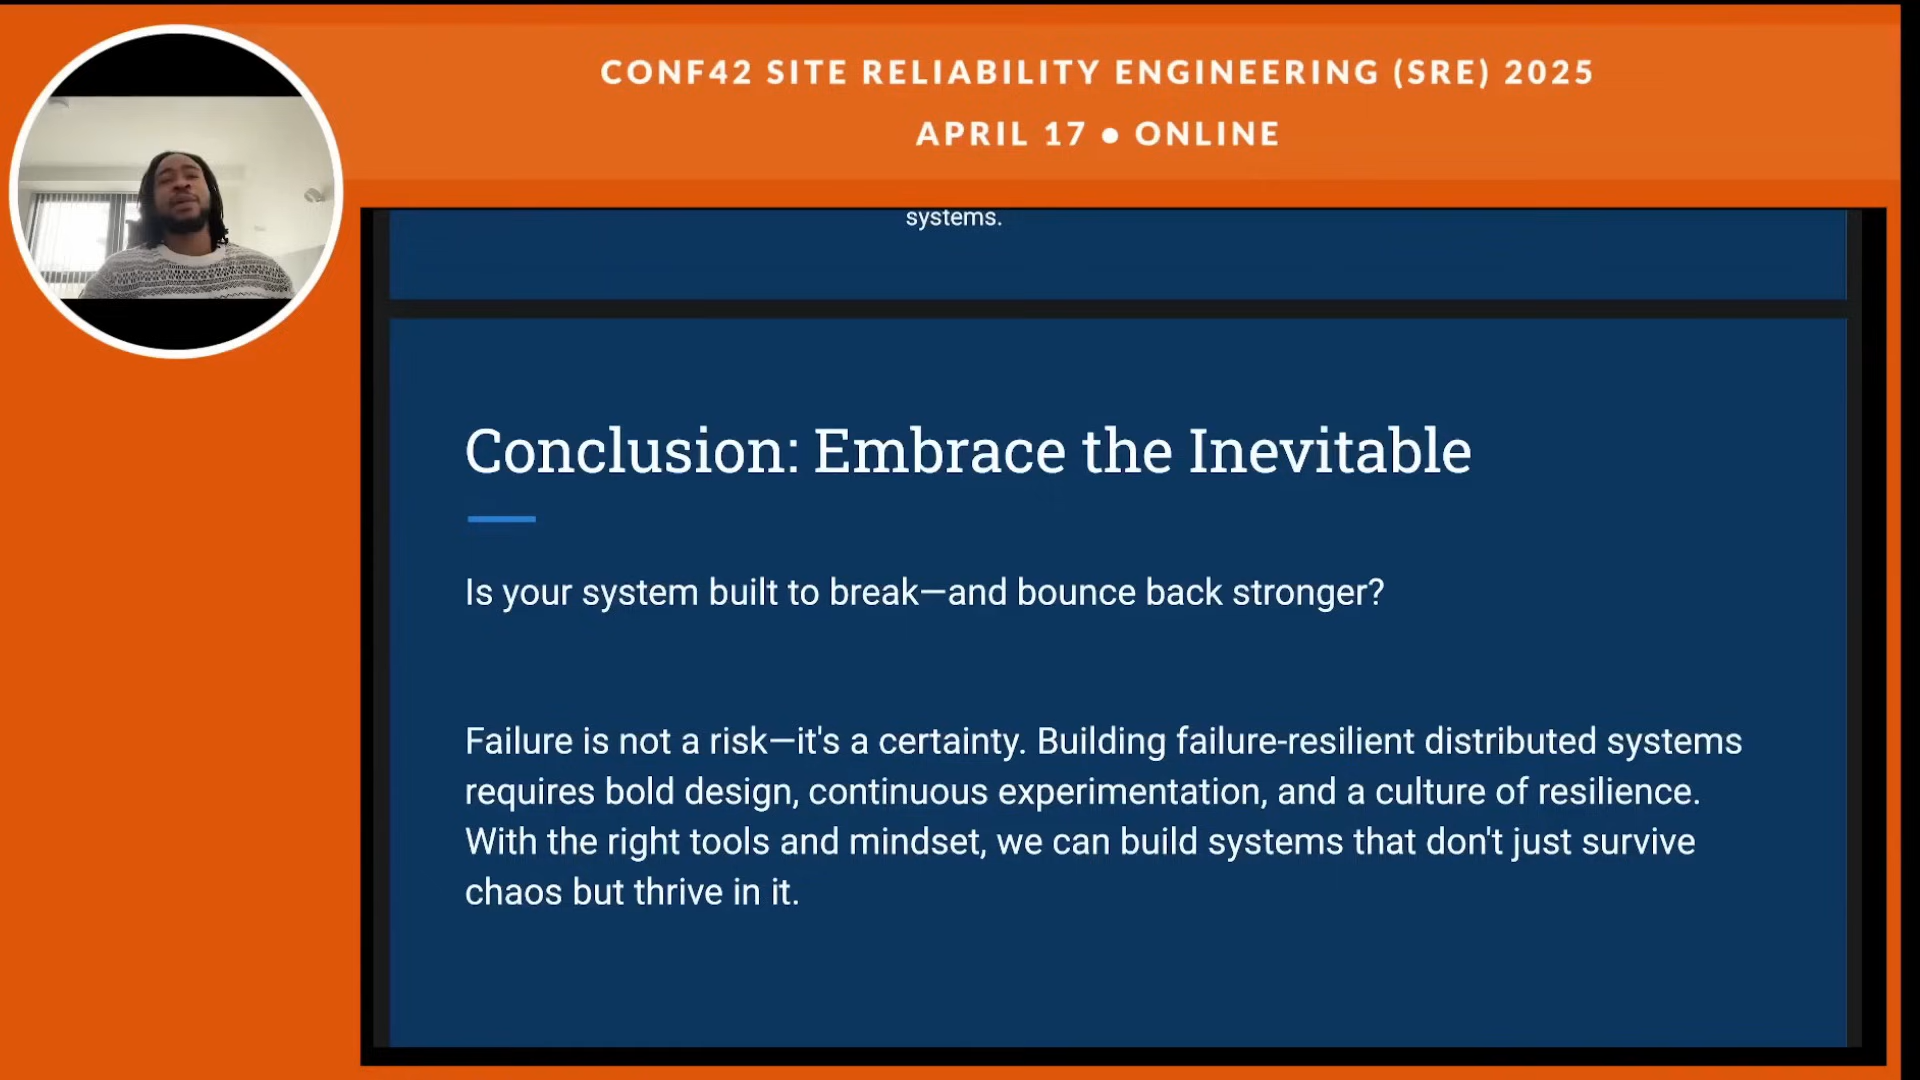 CONF42 SITE RELIABILITY ENGINEERING (SRE) 2025
APRIL 17 ● ONLINE
systems.
Conclusion: Embrace the Inevitable
Is your system built to break—and bounce back stronger?
Failure is not a risk—it's a certainty. Building failure-resilient distributed systems
requires bold design, continuous experimentation, and a culture of resilience.
With the right tools and mindset, we can build systems that don't just survive
chaos but thrive in it.